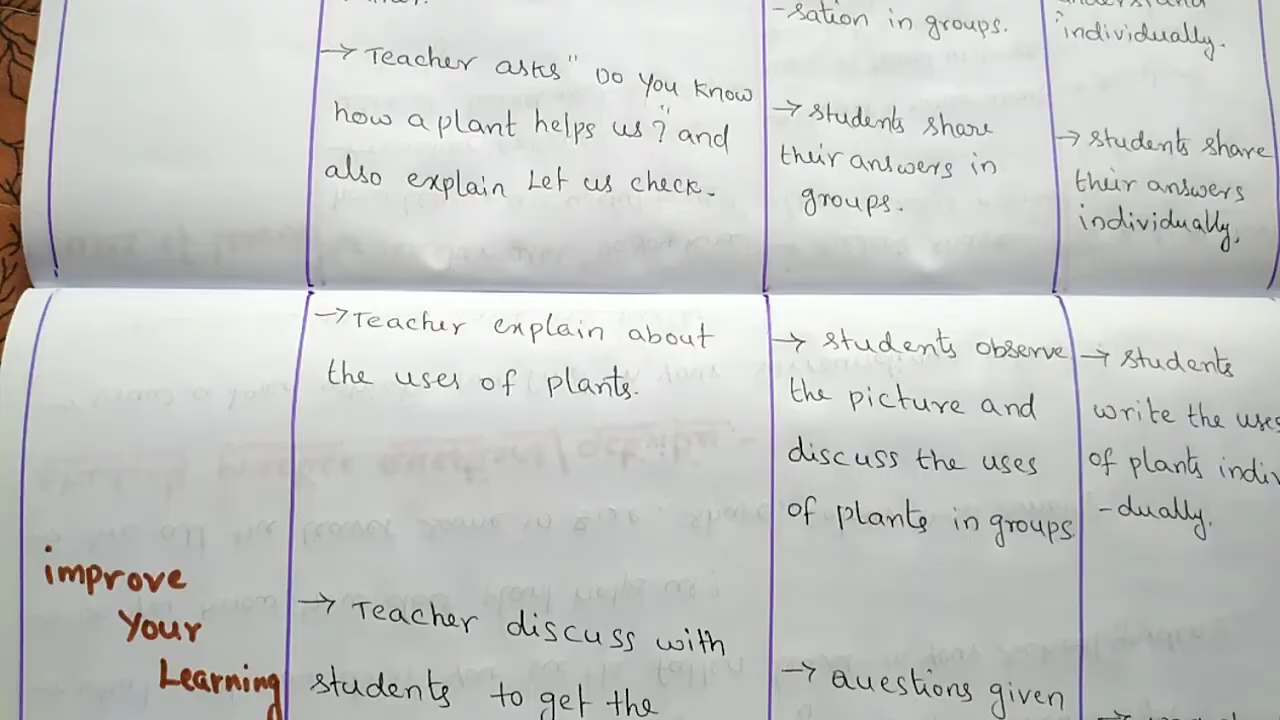 -sation in groups.
individually.
→ Teacher asks "Do you know
how a plant helps us?" and
also explain Let us check.
→ students share
their answers in
groups.
→ students share
their answers
individually.
→ Teacher explain about
the uses of plants.
→ students observe
the picture and
discuss the uses
of plants in groups
→ students
write the uses
of plants indivi
-dually.
improve
Your
Learning
→ Teacher discuss with
students to get the
→ Questions given